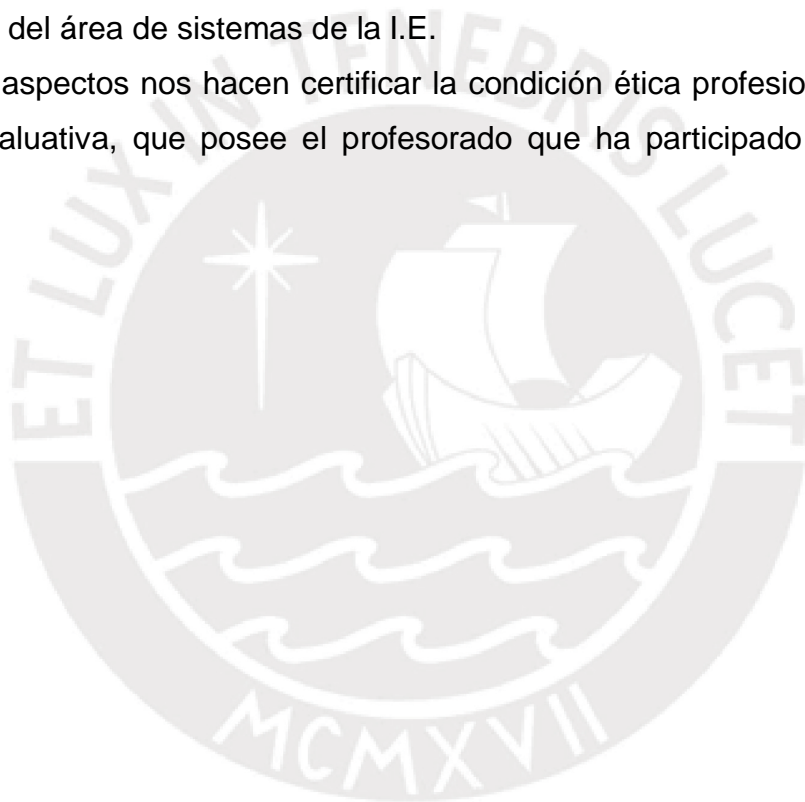 del área de sistemas de la I.E.
aspectos nos hacen certificar la condición ética profesio
aluativa, que posee el profesorado que ha participado
ET LUX IN TENEBRIS LUCET
MCMXVII